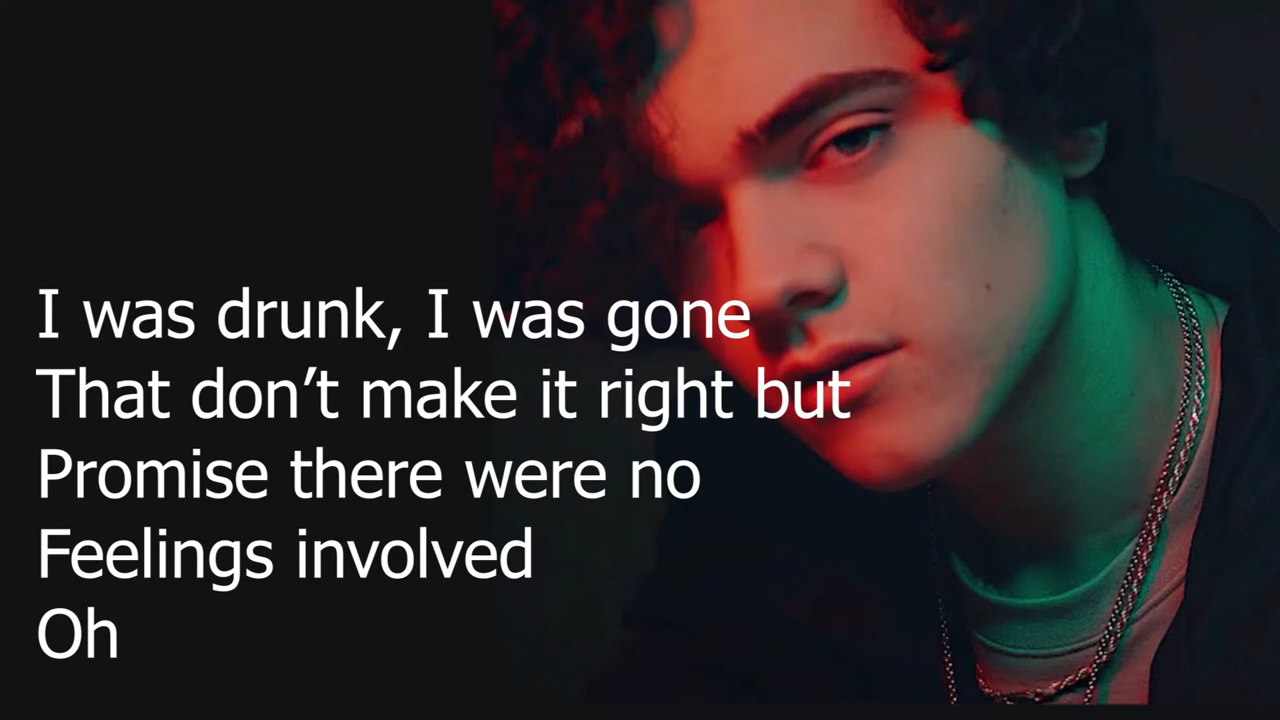 I was drunk, I was gone
That don’t make it right but
Promise there were no
Feelings involved
Oh